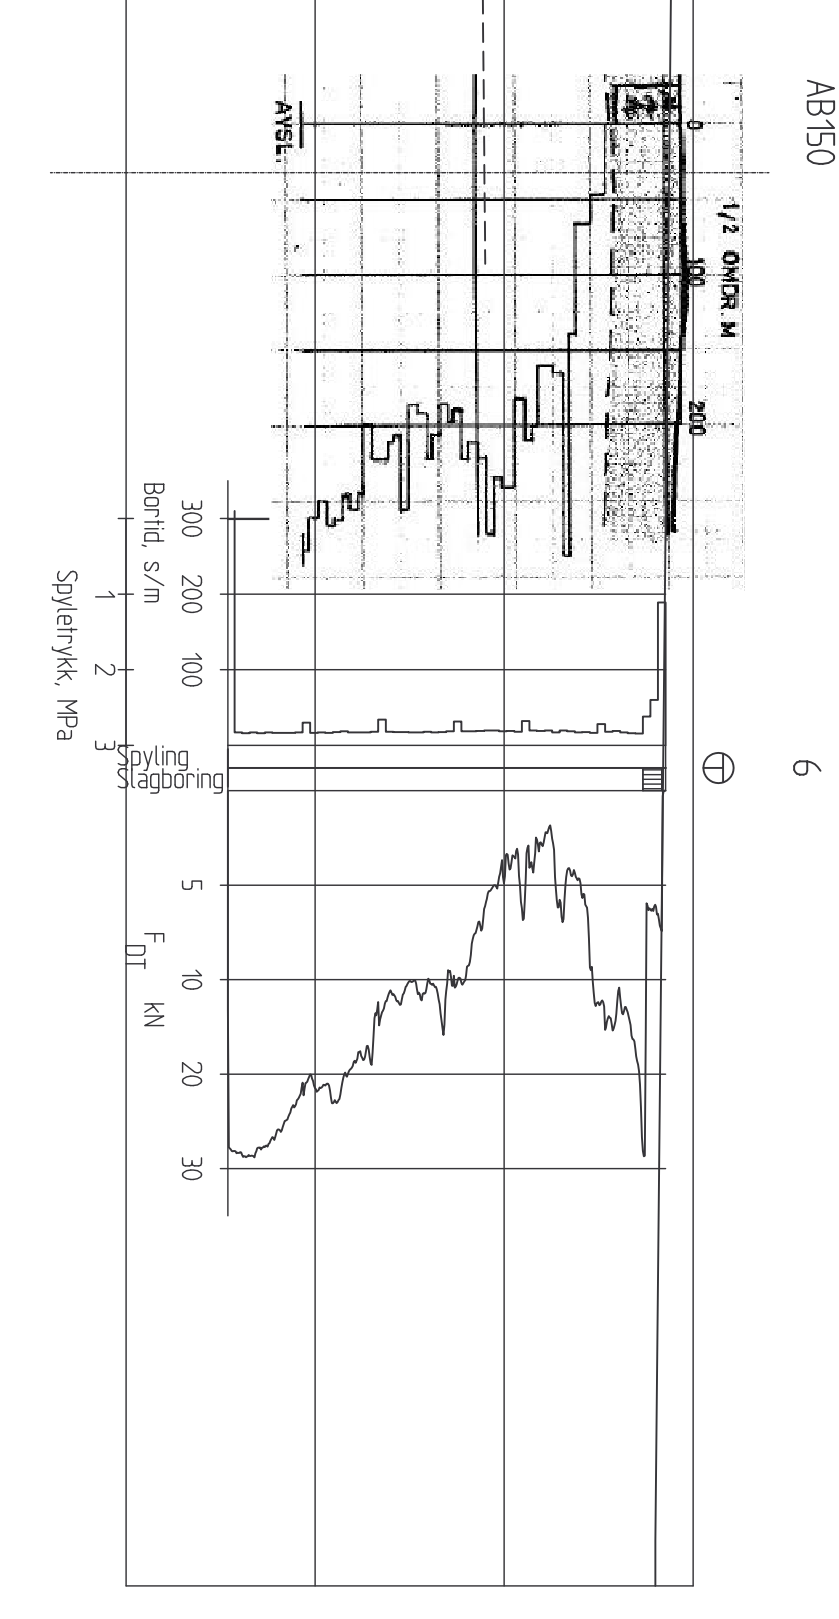 AB150
6
1/2 OMDR. M
0
100
200
AVSL.
300
200
100
Bortid, s/m
1
2
3
Spyletrykk, MPa
Spyling
Slagboring
5
10
20
30
F DT kN